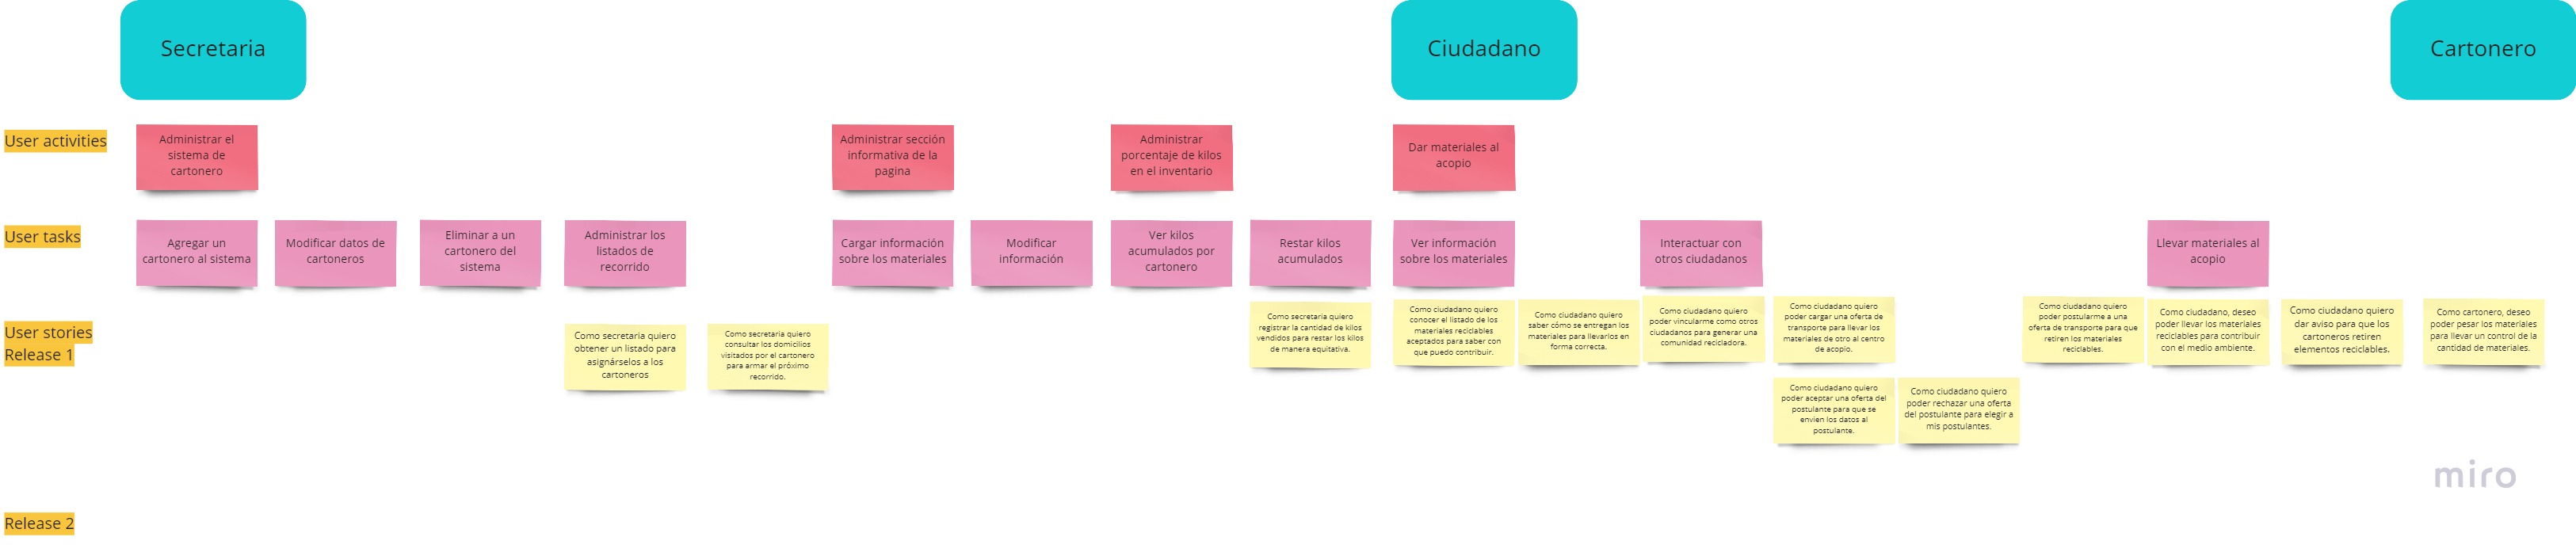 Secretaria
Ciudadano
Cartonero
User activities
Administrar el
sistema de
cartonero
Administrar sección
informativa de la
pagina
Administrar
porcentaje de kilos
en el inventario
Dar materiales al
acopio
User tasks
Agregar un
cartonero al sistema
Modificar datos de
cartoneros
Eliminar a un
cartonero del
sistema
Administrar los
listados de
recorrido
Cargar información
sobre los materiales
Modificar
información
Ver kilos
acumulados por
cartonero
Restar kilos
acumulados
Ver información
sobre los materiales
Interactuar con
otros ciudadanos
Llevar materiales al
acopio
User stories
Release 1
Como secretaria quiero
obtener un listado para
asignárselos a los
cartoneros
Como secretaria quiero
consultar los domicilios
visitados por el cartonero
para armar el próximo
recorrido.
Como secretaria quiero
registrar la cantidad de kilos
vendidos para restar los kilos
de manera equitativa.
Como ciudadano quiero
conocer el listado de los
materiales reciclables
aceptados para saber con
que puedo contribuir.
Como ciudadano quiero
saber cómo se entregan los
materiales para llevarlos en
forma correcta.
Como ciudadano quiero
poder vincularme como otros
ciudadanos para generar una
comunidad recicladora.
Como ciudadano quiero
poder cargar una oferta de
transporte para llevar los
materiales de otro al centro
de acopio.
Como ciudadano quiero
poder postularme a una
oferta de transporte para que
retiren los materiales
reciclables.
Como ciudadano, deseo
poder llevar los materiales
reciclables para contribuir
con el medio ambiente.
Como ciudadano quiero
dar aviso para que los
cartoneros retiren
elementos reciclables.
Como cartonero, deseo
poder pesar los materiales
para llevar un control de la
cantidad de materiales.
Como ciudadano quiero
poder aceptar una oferta del
postulante para que se
envien los datos al
postulante.
Como ciudadano quiero
poder rechazar una oferta
del postulante para elegir a
mis postulantes.
miro
Release 2